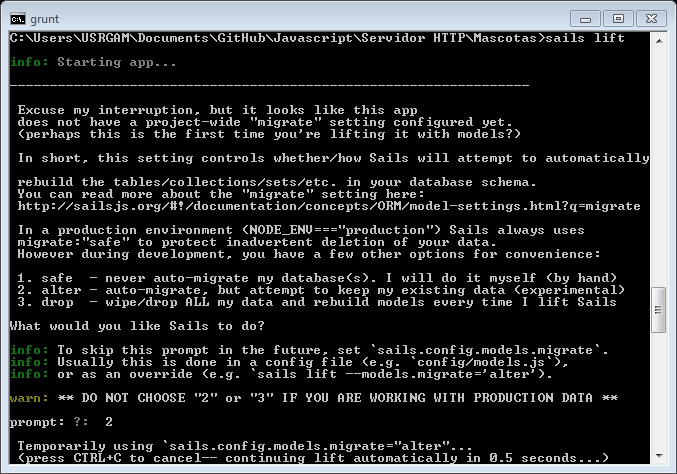 grunt
C:\Users\USRGAM\Documents\GitHub\Javascript\Servidor HTTP\Mascotas>sails lift
info: Starting app...
-----------------------------------------------------------------
Excuse my interruption, but it looks like this app
does not have a project-wide "migrate" setting configured yet.
(perhaps this is the first time you're lifting it with models?)
In short, this setting controls whether/how Sails will attempt to automatically
rebuild the tables/collections/sets/etc. in your database schema.
You can read more about the "migrate" setting here:
http://sailsjs.org/#!/documentation/concepts/ORM/model-settings.html?q=migrate
In a production environment (NODE_ENV==="production") Sails always uses
migrate:"safe" to protect inadvertent deletion of your data.
However during development, you have a few other options for convenience:
1. safe  - never auto-migrate my database(s). I will do it myself (by hand)
2. alter - auto-migrate, but attempt to keep my existing data (experimental)
3. drop  - wipe/drop ALL my data and rebuild models every time I lift Sails
What would you like Sails to do?
info: To skip this prompt in the future, set `sails.config.models.migrate`.
info: Usually this is done in a config file (e.g. `config/models.js`),
info: or as an override (e.g. `sails lift --models.migrate='alter'`).
warn: ** DO NOT CHOOSE "2" or "3" IF YOU ARE WORKING WITH PRODUCTION DATA **
prompt: ?:  2
Temporarily using `sails.config.models.migrate="alter"...
(press CTRL+C to cancel-- continuing lift automatically in 0.5 seconds...)